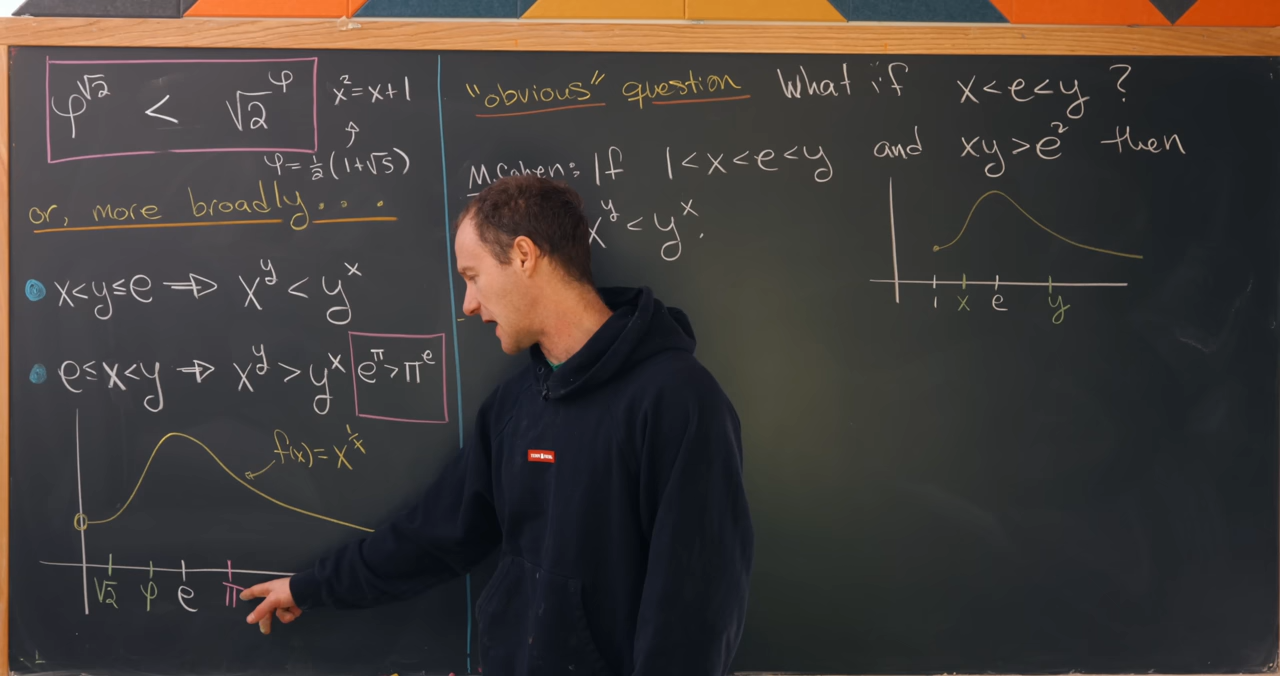 φ^√2 < √2^φ
x²=x+1
φ=½(1+√5)
or, more broadly...
x<y≤e ⇒ x^y < y^x
e≤x<y ⇒ x^y > y^x
e^π>π^e
f(x)=x^(1/x)
√2 φ e π
"obvious" question What if x<e<y ?
M.Cohen: If 1<x<e<y and xy>e² then
x^y < y^x.
1 x e y